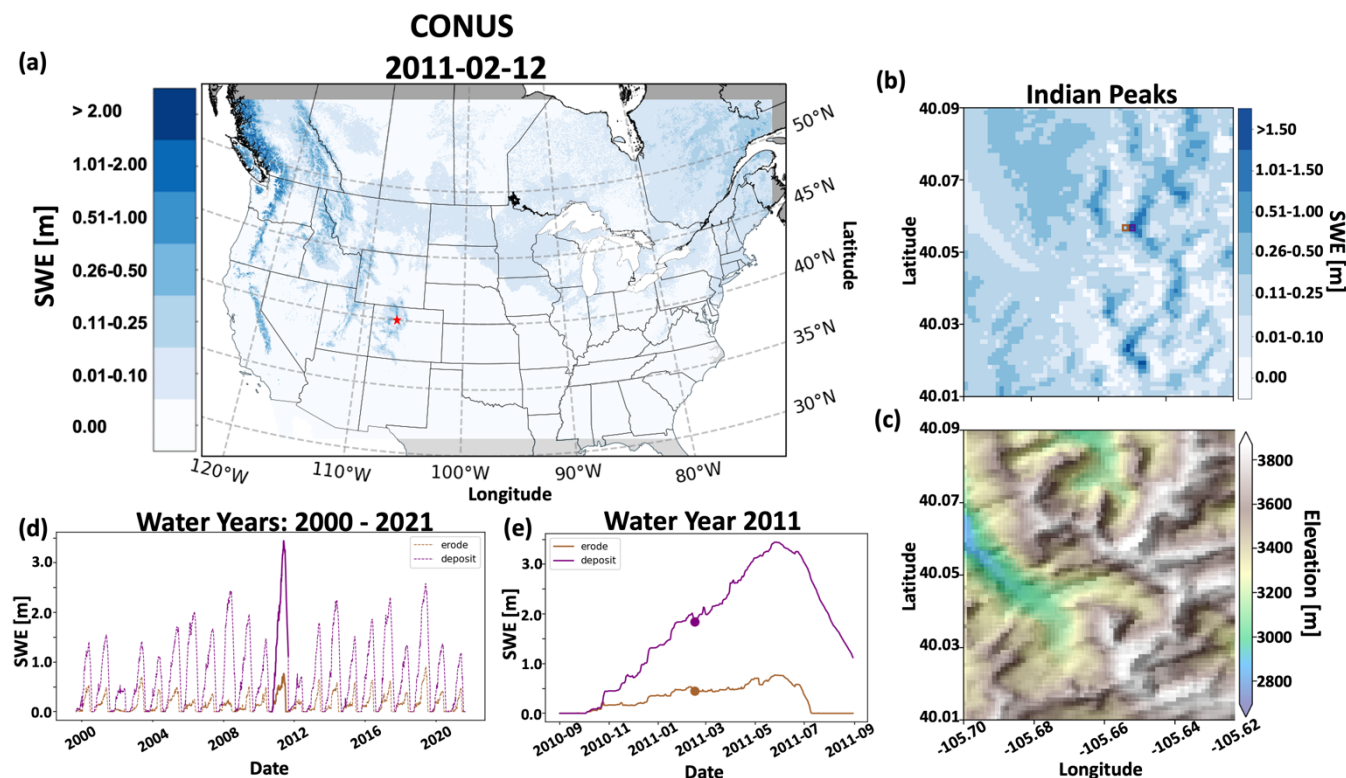 CONUS
2011-02-12
(a)
SWE [m]
> 2.00
1.01-2.00
0.51-1.00
0.26-0.50
0.11-0.25
0.01-0.10
0.00
50°N
45°N
40°N
35°N
30°N
Latitude
120°W
110°W
100°W
90°W
80°W
Longitude
(b)
Indian Peaks
40.09
40.07
40.05
40.03
40.01
Latitude
>1.50
1.01-1.50
0.51-1.00
0.26-0.50
0.11-0.25
0.01-0.10
0.00
SWE [m]
(c)
40.09
40.07
40.05
40.03
40.01
Latitude
3800
3600
3400
3200
3000
2800
Elevation [m]
-105.70
-105.68
-105.66
-105.64
-105.62
Longitude
(d)
Water Years: 2000 - 2021
erode
deposit
3.0
2.0
1.0
0.0
SWE [m]
2000
2004
2008
2012
2016
2020
Date
(e)
Water Year 2011
erode
deposit
3.0
2.0
1.0
0.0
SWE [m]
2010-09
2010-11
2011-01
2011-03
2011-05
2011-07
2011-09
Date